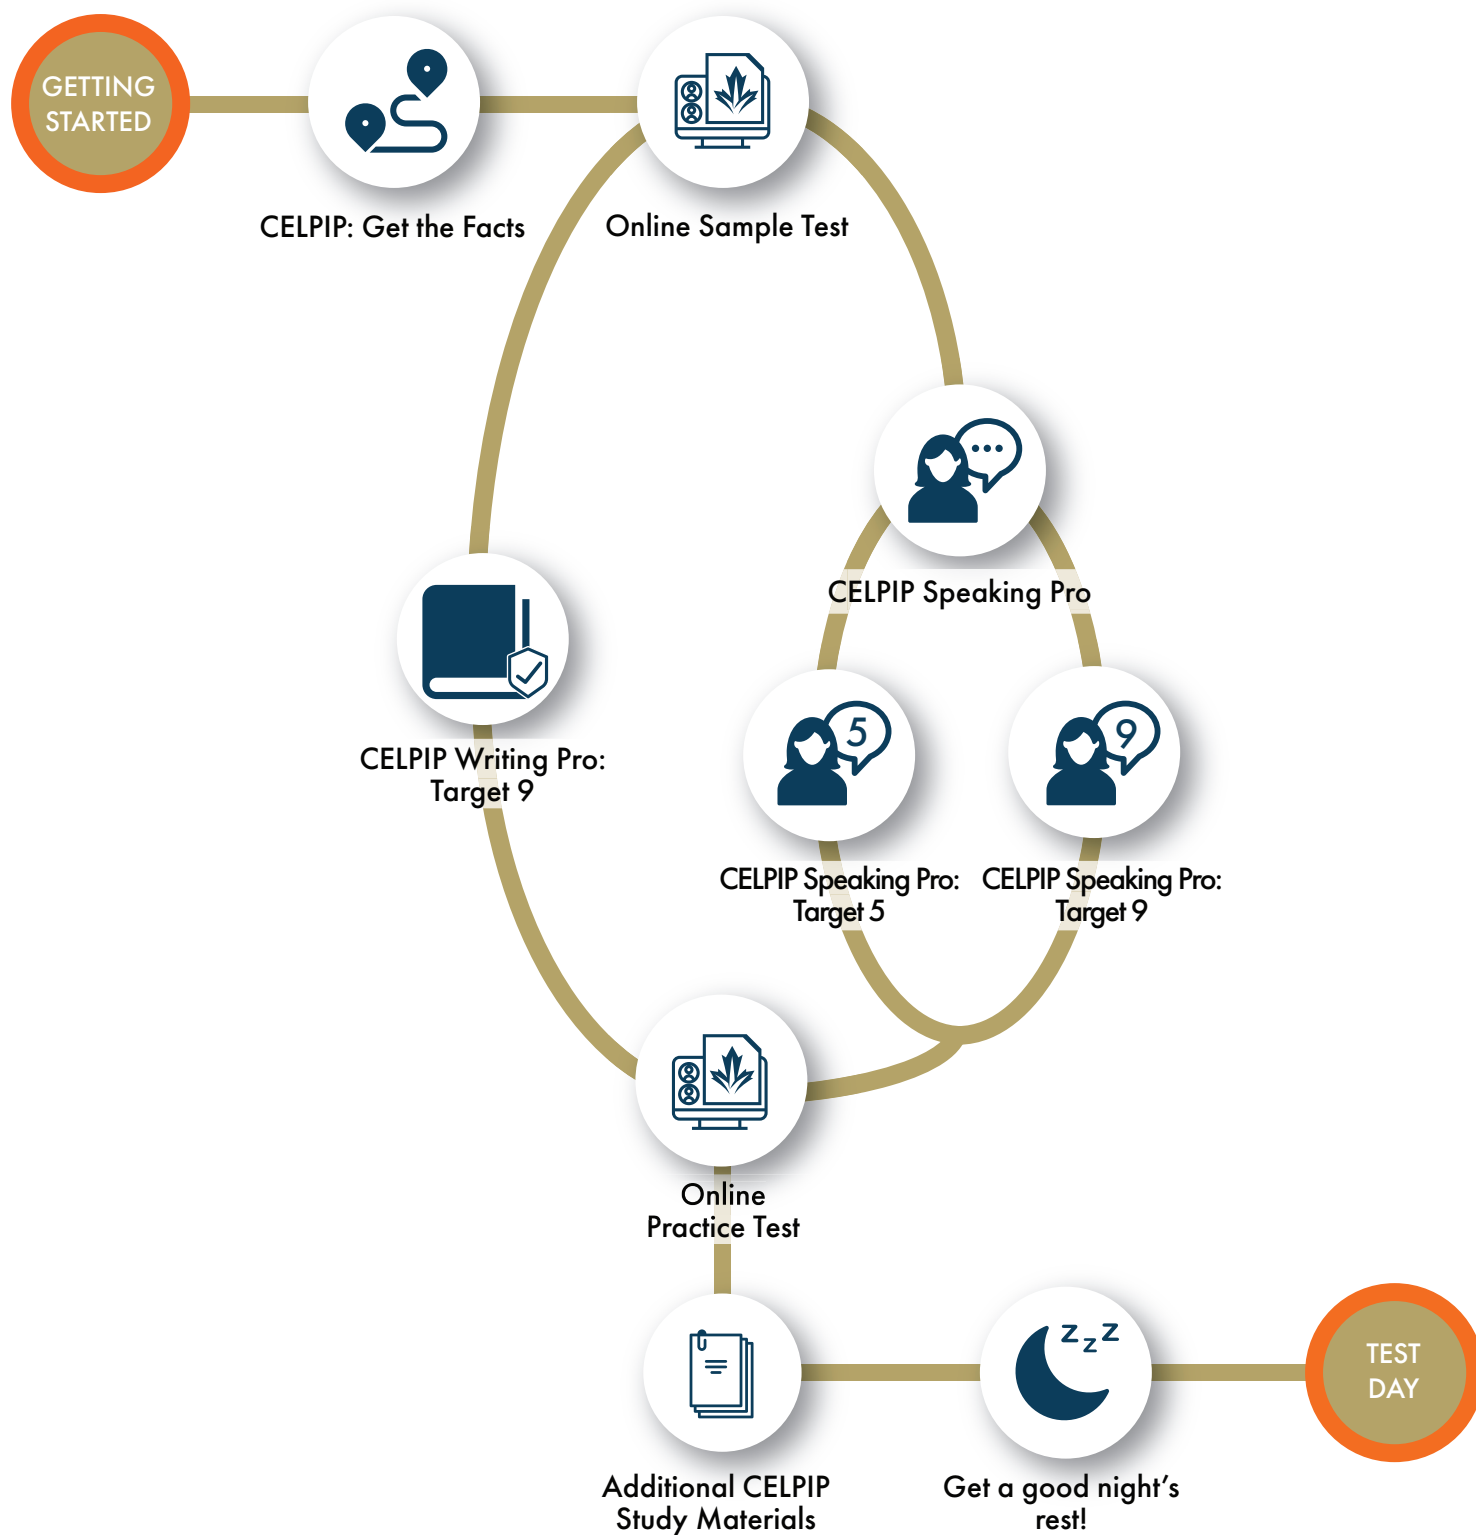 GETTING
STARTED
CELPIP: Get the Facts
Online Sample Test
CELPIP Speaking Pro
CELPIP Writing Pro:
Target 9
5
9
CELPIP Speaking Pro:
Target 5
CELPIP Speaking Pro:
Target 9
Online
Practice Test
z z z
TEST
DAY
Additional CELPIP
Study Materials
Get a good night’s
rest!